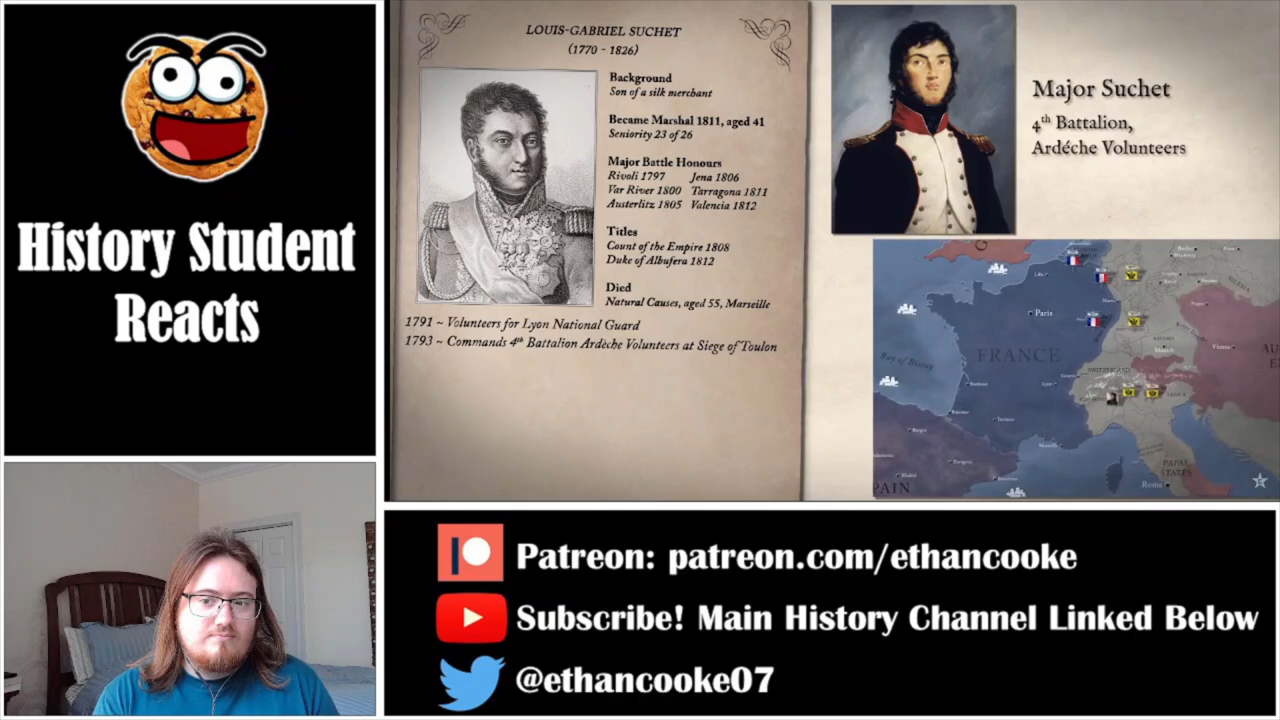 History Student
Reacts
LOUIS-GABRIEL SUCHET
(1770 - 1826)
Background
Son of a silk merchant
Became Marshal 1811, aged 41
Seniority 23 of 26
Major Battle Honours
Rivoli 1797 Jena 1806
Var River 1800 Tarragona 1811
Austerlitz 1805 Valencia 1812
Titles
Count of the Empire 1808
Duke of Albufera 1812
Died
Natural Causes, aged 55, Marseille
1791 ~ Volunteers for Lyon National Guard
1793 ~ Commands 4th Battalion Ardèche Volunteers at Siege of Toulon
Major Suchet
4th Battalion,
Ardéche Volunteers
Paris
FRANCE
Bay of Biscay
SWITZERLAND
Munich
Vienna
Marseille
PAPAL
STATES
Rome
Madrid
PAIN
Patreon: patreon.com/ethancooke
Subscribe! Main History Channel Linked Below
@ethancooke07